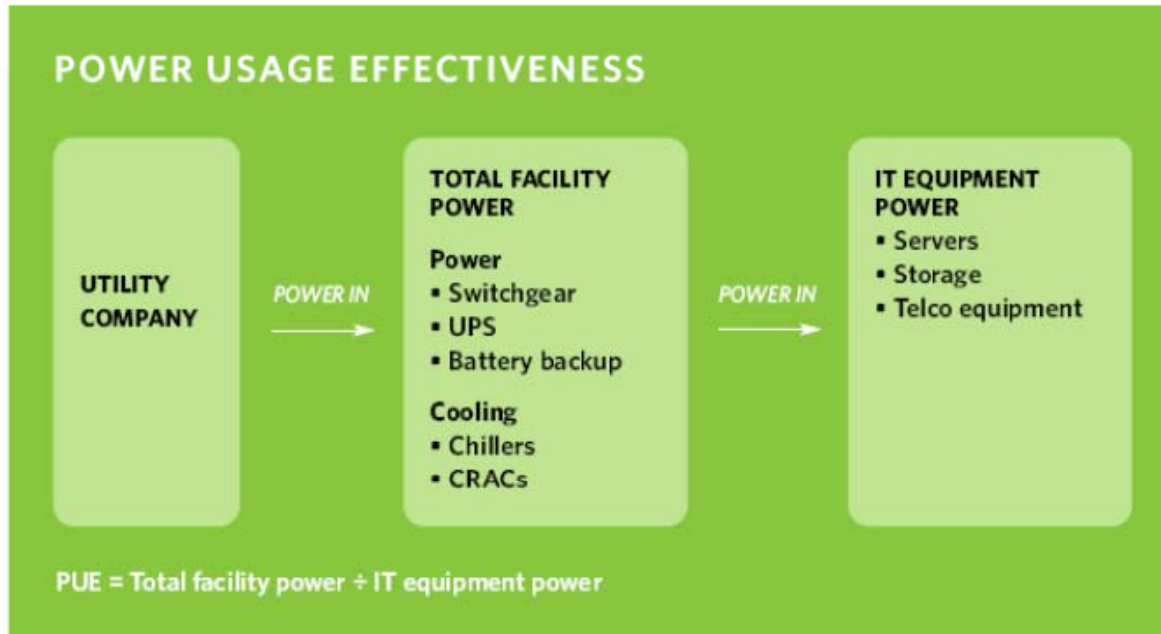 POWER USAGE EFFECTIVENESS
UTILITY
COMPANY
POWER IN
TOTAL FACILITY
POWER
Power
▪ Switchgear
▪ UPS
▪ Battery backup
Cooling
▪ Chillers
▪ CRACs
POWER IN
IT EQUIPMENT
POWER
▪ Servers
▪ Storage
▪ Telco equipment
PUE = Total facility power ÷ IT equipment power